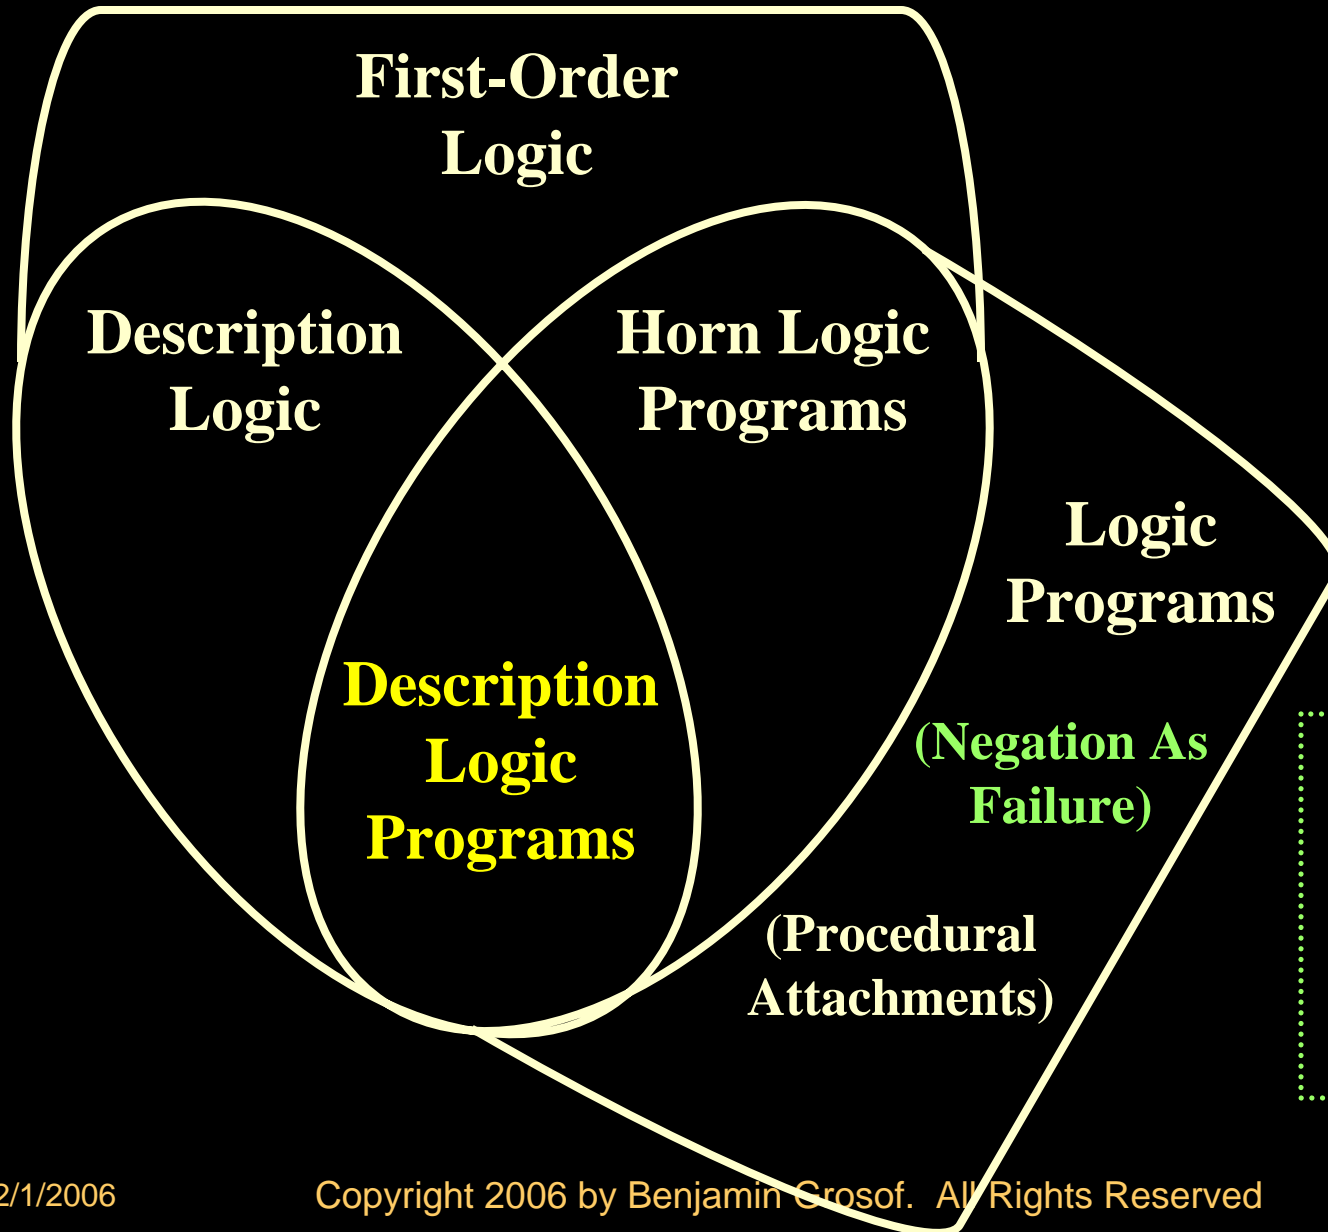 First-Order
Logic
Description
Logic
Horn Logic
Programs
Logic
Programs
Description
Logic
Programs
(Negation As
Failure)
(Procedural
Attachments)
2/1/2006
Copyright 2006 by Benjamin Grosof.  All Rights Reserved